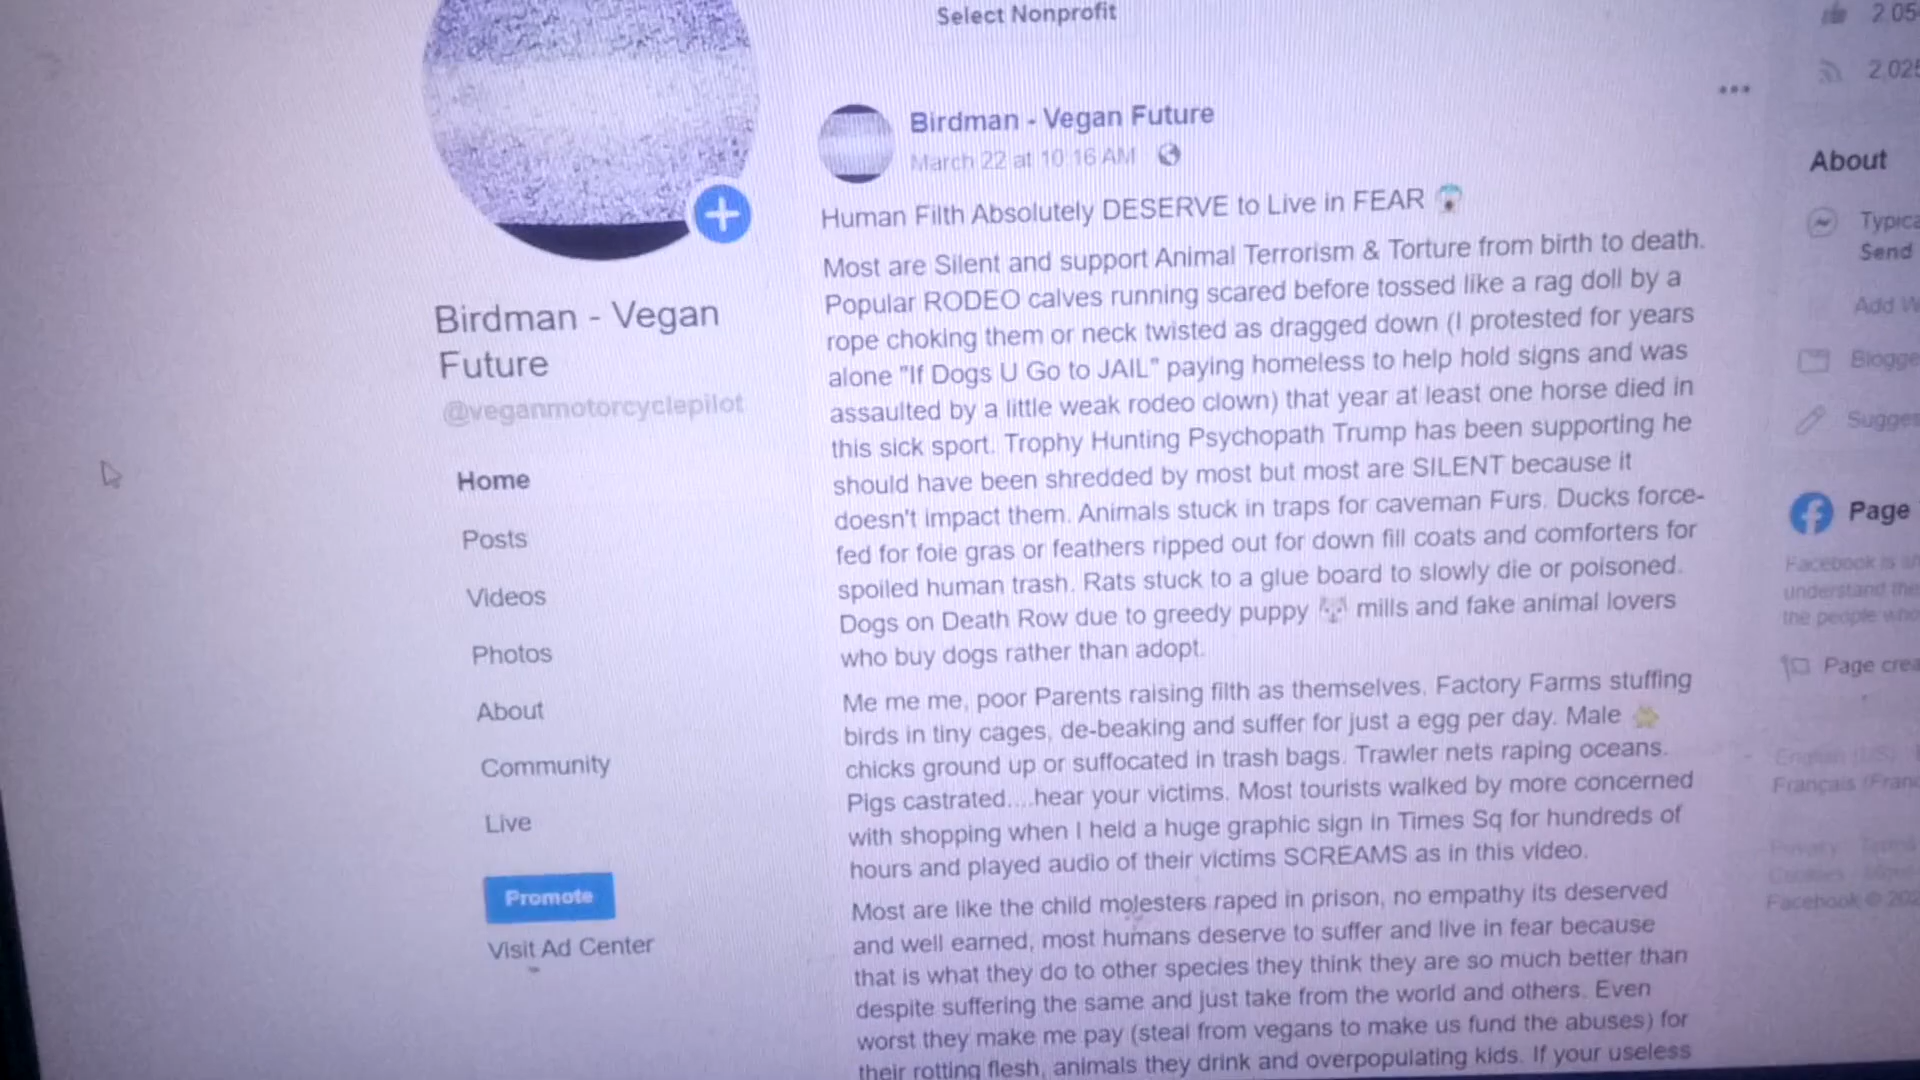 Select Nonprofit
Birdman - Vegan Future
March 22 at 10:16 AM
Human Filth Absolutely DESERVE to Live in FEAR
Most are Silent and support Animal Terrorism & Torture from birth to death.
Popular RODEO calves running scared before tossed like a rag doll by a
rope choking them or neck twisted as dragged down (I protested for years
alone "If Dogs U Go to JAIL" paying homeless to help hold signs and was
assaulted by a little weak rodeo clown) that year at least one horse died in
this sick sport. Trophy Hunting Psychopath Trump has been supporting he
should have been shredded by most but most are SILENT because it
doesn't impact them. Animals stuck in traps for caveman Furs. Ducks force-
fed for foie gras or feathers ripped out for down fill coats and comforters for
spoiled human trash. Rats stuck to a glue board to slowly die or poisoned.
Dogs on Death Row due to greedy puppy mills and fake animal lovers
who buy dogs rather than adopt.
Me me me, poor Parents raising filth as themselves. Factory Farms stuffing
birds in tiny cages, de-beaking and suffer for just a egg per day. Male
chicks ground up or suffocated in trash bags. Trawler nets raping oceans.
Pigs castrated....hear your victims. Most tourists walked by more concerned
with shopping when I held a huge graphic sign in Times Sq for hundreds of
hours and played audio of their victims SCREAMS as in this video.
Most are like the child molesters raped in prison, no empathy its deserved
and well earned, most humans deserve to suffer and live in fear because
that is what they do to other species they think they are so much better than
despite suffering the same and just take from the world and others. Even
worst they make me pay (steal from vegans to make us fund the abuses) for
their rotting flesh, animals they drink and overpopulating kids. If your useless
Birdman - Vegan
Future
@veganmotorcyclepilot
Home
Posts
Videos
Photos
About
Community
Live
Promote
Visit Ad Center
About
Send
Page
Facebook is
understand
the people who
Page
Facebook ©